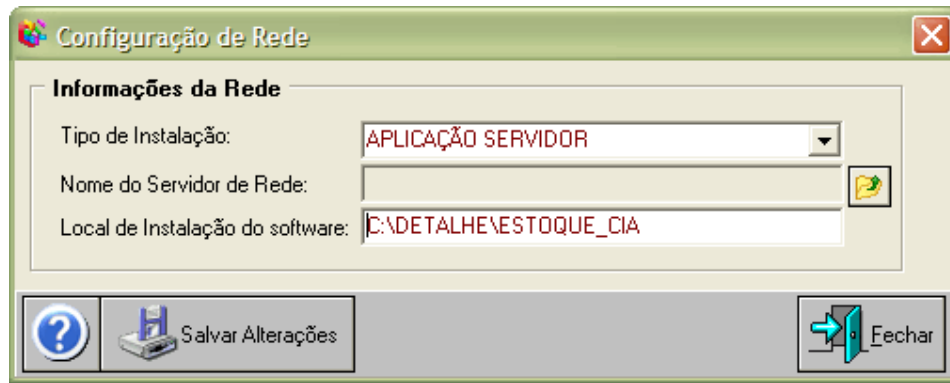 Configuração de Rede
Informações da Rede
Tipo de Instalação: APLICAÇÃO SERVIDOR
Nome do Servidor de Rede:
Local de Instalação do software: C:\DETALHE\ESTOQUE_CIA
? Salvar Alterações Fechar